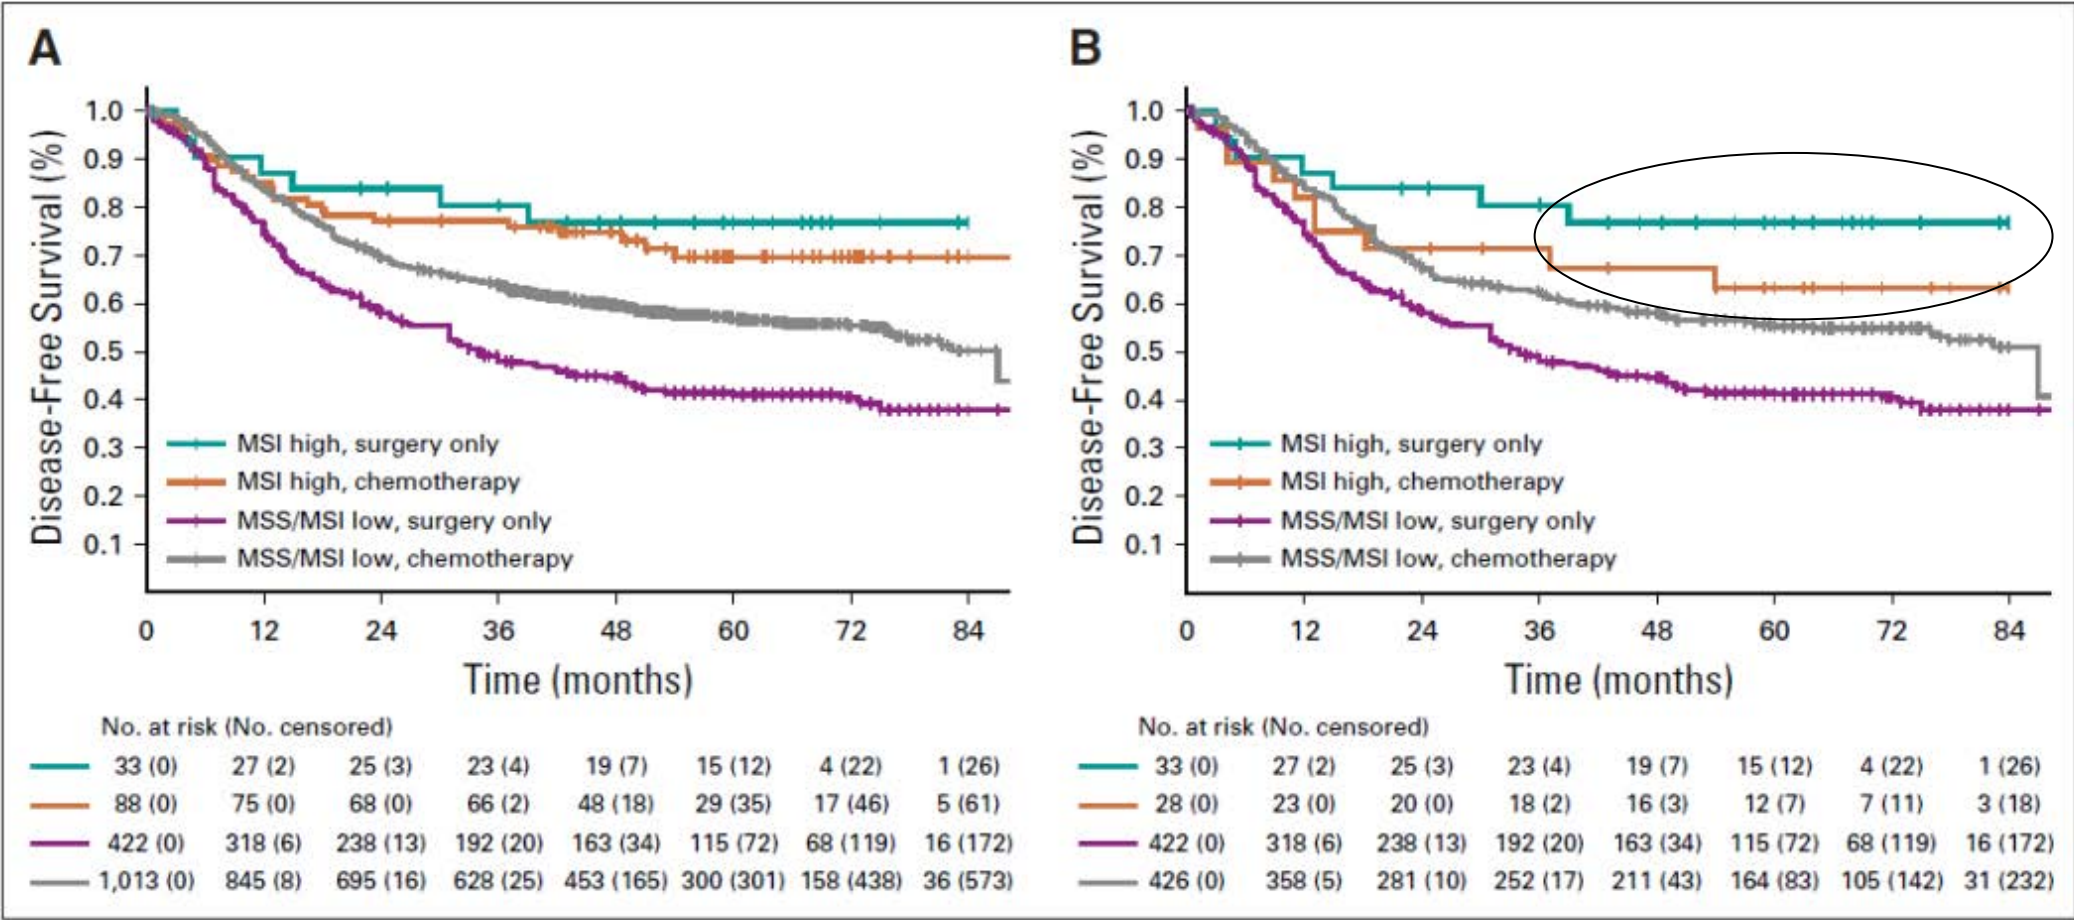 A
Disease-Free Survival (%)
1.0
0.9
0.8
0.7
0.6
0.5
0.4
0.3
0.2
0.1
MSI high, surgery only
MSI high, chemotherapy
MSS/MSI low, surgery only
MSS/MSI low, chemotherapy
0 12 24 36 48 60 72 84
Time (months)
No. at risk (No. censored)
33 (0) 27 (2) 25 (3) 23 (4) 19 (7) 15 (12) 4 (22) 1 (26)
88 (0) 75 (0) 68 (0) 66 (2) 48 (18) 29 (35) 17 (46) 5 (61)
422 (0) 318 (6) 238 (13) 192 (20) 163 (34) 115 (72) 68 (119) 16 (172)
1,013 (0) 845 (8) 695 (16) 628 (25) 453 (165) 300 (301) 158 (438) 36 (573)
B
Disease-Free Survival (%)
1.0
0.9
0.8
0.7
0.6
0.5
0.4
0.3
0.2
0.1
MSI high, surgery only
MSI high, chemotherapy
MSS/MSI low, surgery only
MSS/MSI low, chemotherapy
0 12 24 36 48 60 72 84
Time (months)
No. at risk (No. censored)
33 (0) 27 (2) 25 (3) 23 (4) 19 (7) 15 (12) 4 (22) 1 (26)
28 (0) 23 (0) 20 (0) 18 (2) 16 (3) 12 (7) 7 (11) 3 (18)
422 (0) 318 (6) 238 (13) 192 (20) 163 (34) 115 (72) 68 (119) 16 (172)
426 (0) 358 (5) 281 (10) 252 (17) 211 (43) 164 (83) 105 (142) 31 (232)